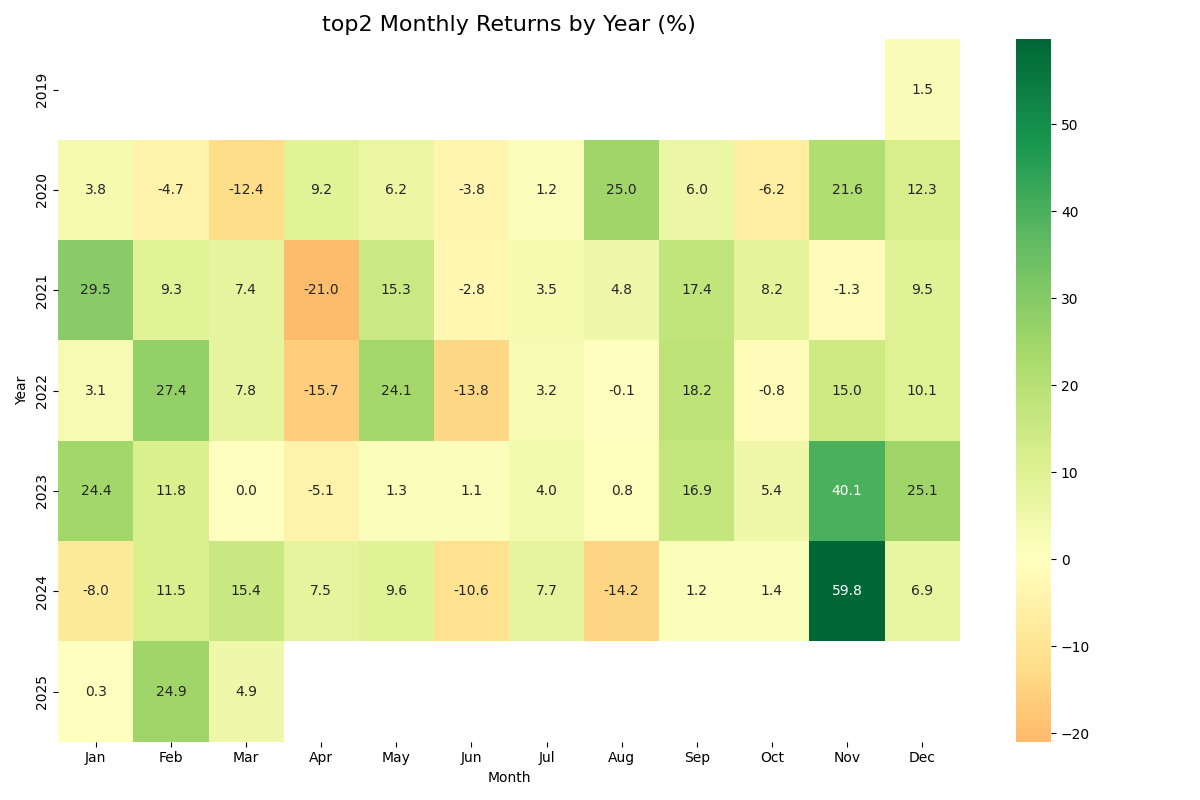 top2 Monthly Returns by Year (%)
2019 1.5
2020 3.8 -4.7 -12.4 9.2 6.2 -3.8 1.2 25.0 6.0 -6.2 21.6 12.3
2021 29.5 9.3 7.4 -21.0 15.3 -2.8 3.5 4.8 17.4 8.2 -1.3 9.5
2022 3.1 27.4 7.8 -15.7 24.1 -13.8 3.2 -0.1 18.2 -0.8 15.0 10.1
2023 24.4 11.8 0.0 -5.1 1.3 1.1 4.0 0.8 16.9 5.4 40.1 25.1
2024 -8.0 11.5 15.4 7.5 9.6 -10.6 7.7 -14.2 1.2 1.4 59.8 6.9
2025 0.3 24.9 4.9
Year
Jan Feb Mar Apr May Jun Jul Aug Sep Oct Nov Dec
Month
50
40
30
20
10
0
−10
−20